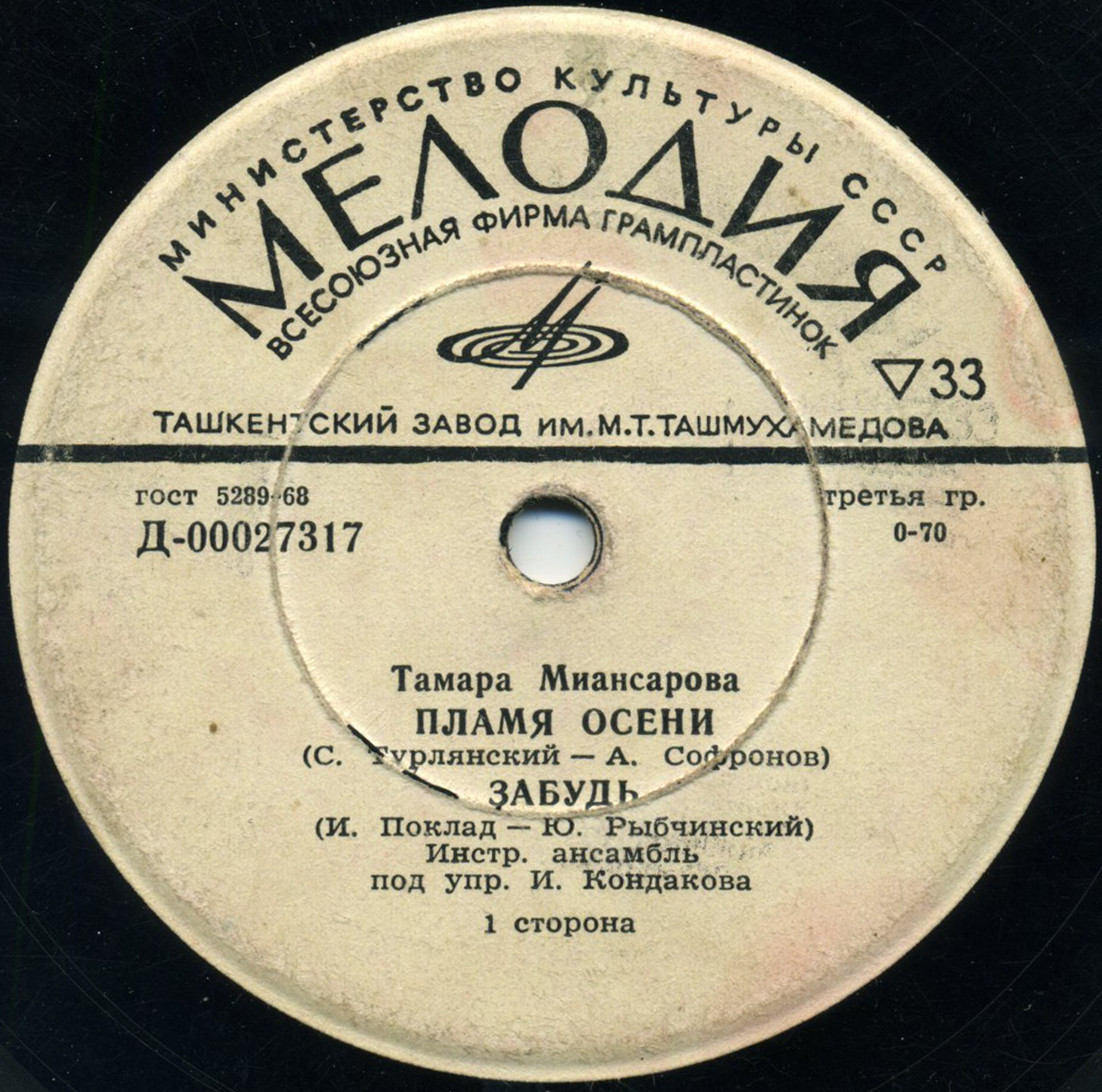 МИНИСТЕРСТВО КУЛЬТУРЫ СССР
МЕЛОДИЯ
ВСЕСОЮЗНАЯ ФИРМА ГРАМПЛАСТИНОК
▽33
ТАШКЕНТСКИЙ ЗАВОД ИМ.М.Т.ТАШМУХАМЕДОВА
гост 5289-68
третья гр.
Д-00027317
0-70
Тамара Миансарова
ПЛАМЯ ОСЕНИ
(С. Турлянский — А. Софронов)
ЗАБУДЬ
(И. Поклад — Ю. Рыбчинский)
Инстр. ансамбль
под упр. И. Кондакова
1 сторона